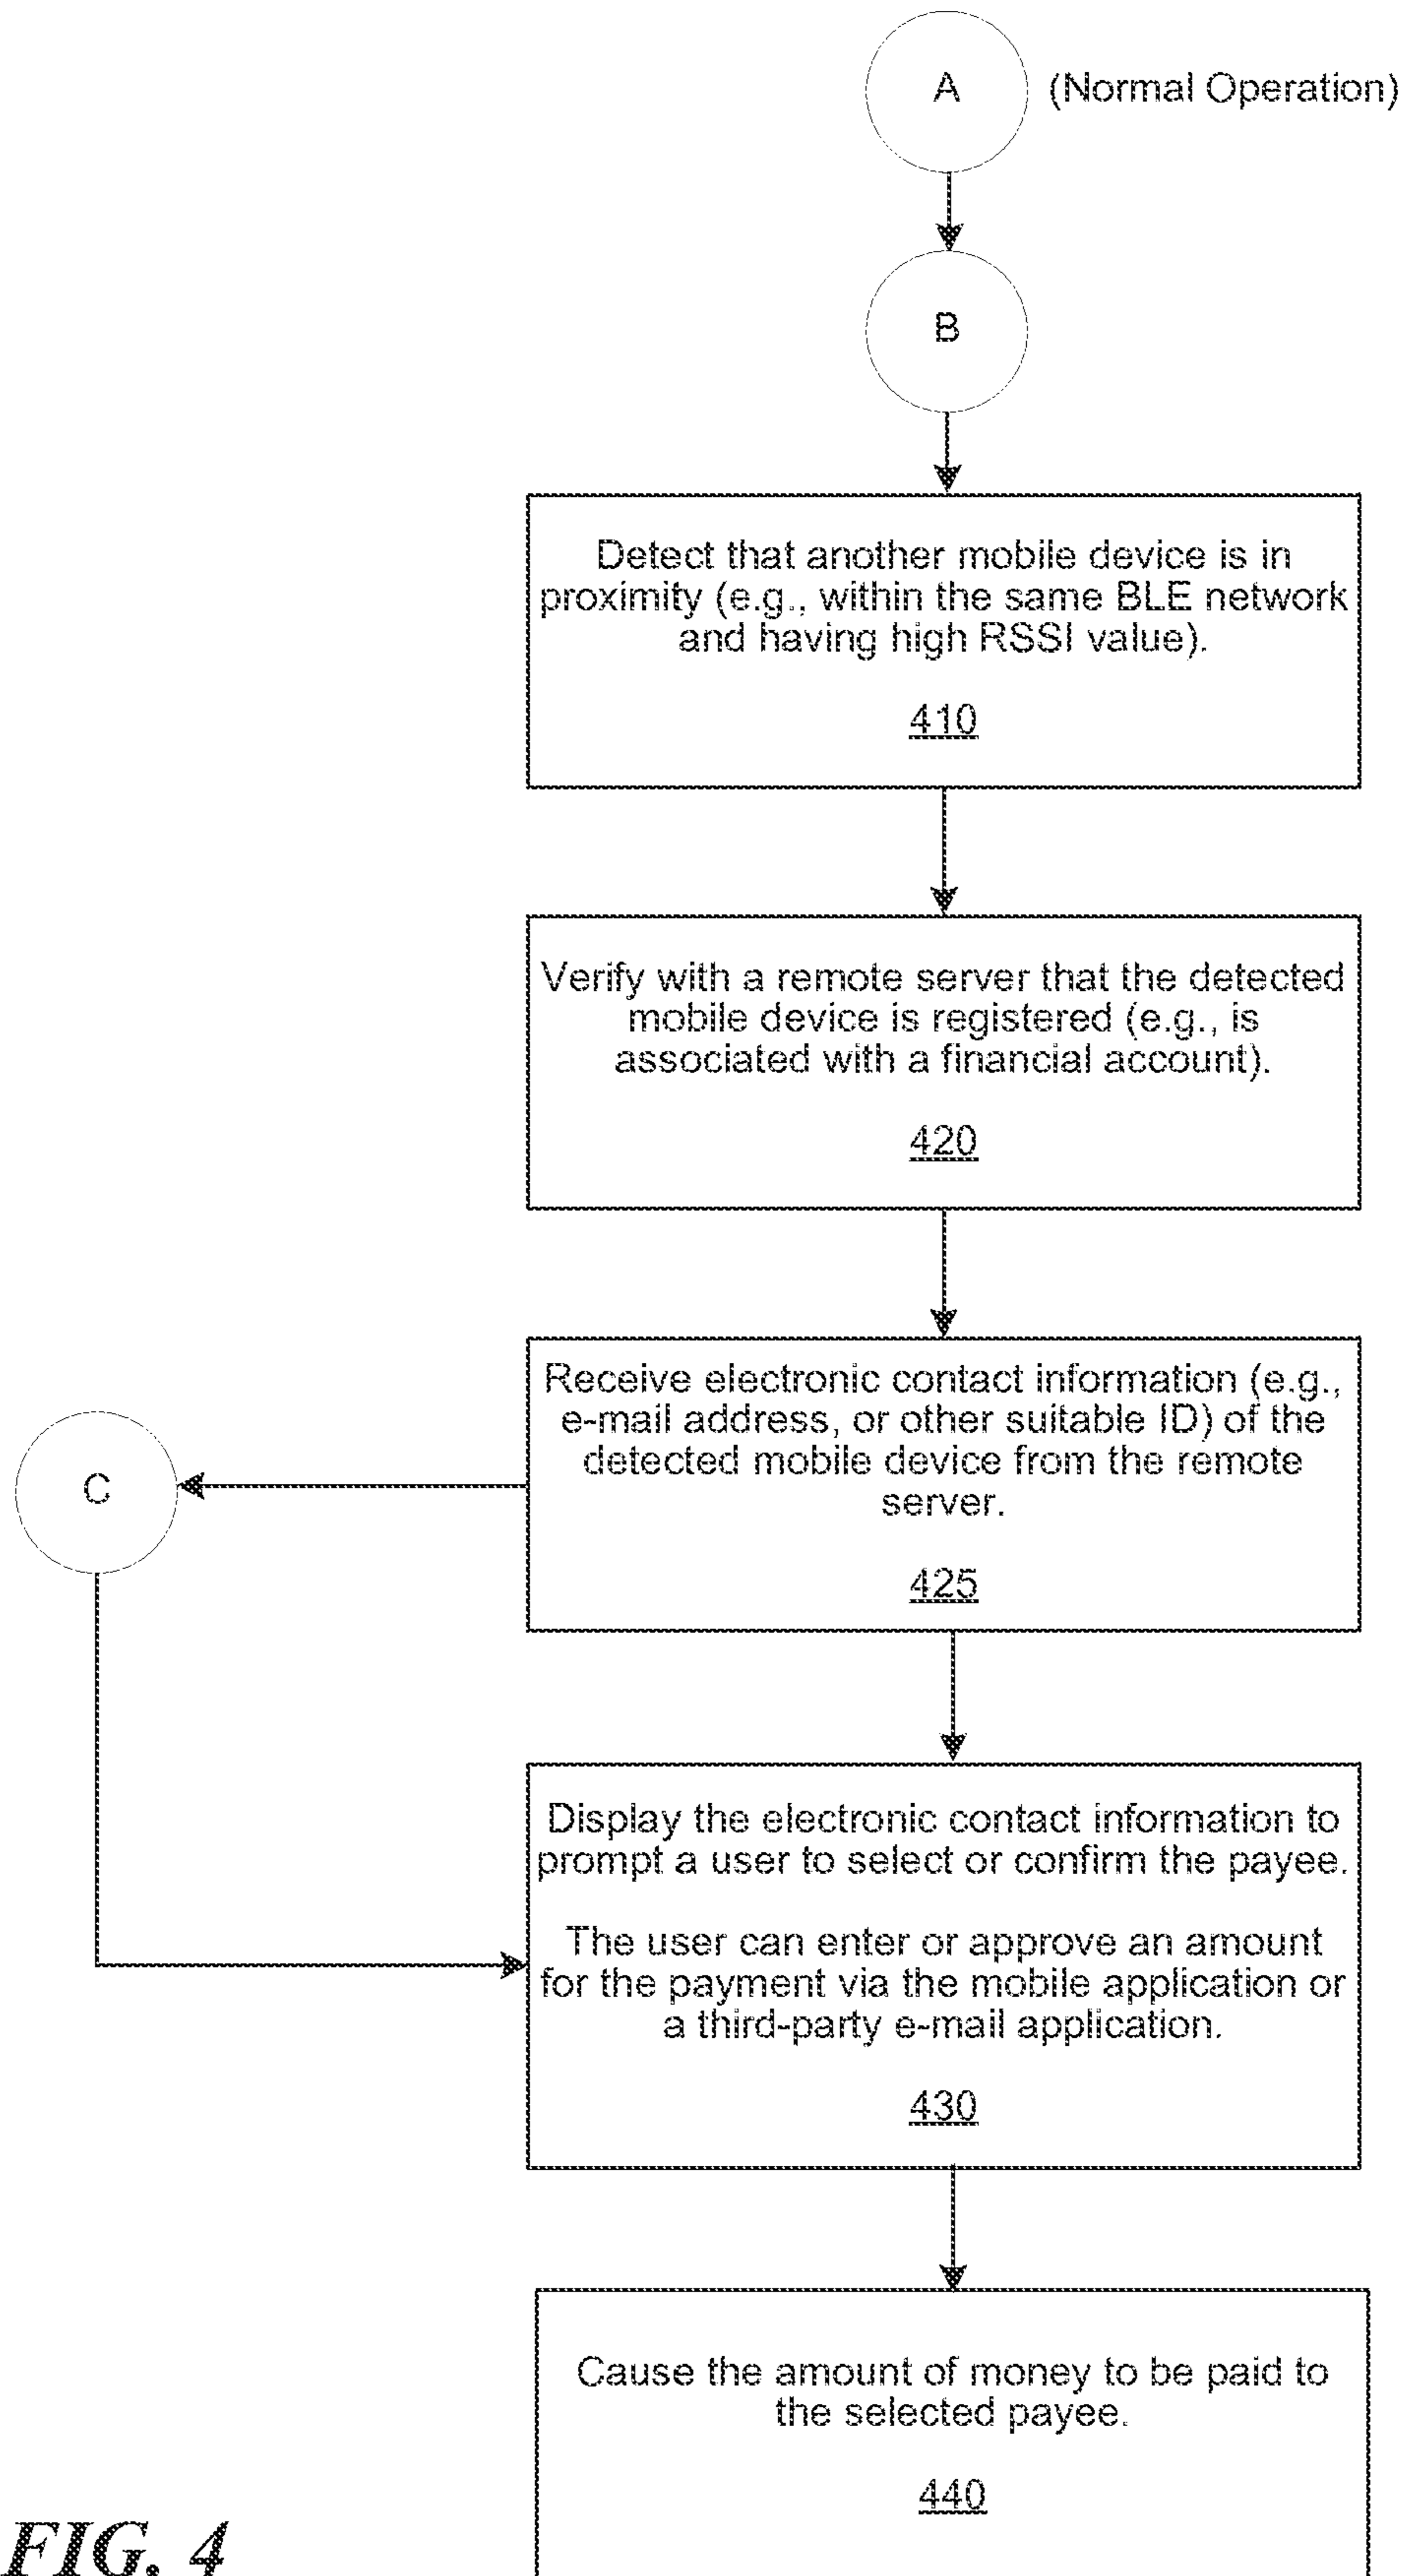 A (Normal Operation)
B
Detect that another mobile device is in
proximity (e.g., within the same BLE network
and having high RSSI value).
410
Verify with a remote server that the detected
mobile device is registered (e.g., is
associated with a financial account).
420
Receive electronic contact information (e.g.,
e-mail address, or other suitable ID) of the
detected mobile device from the remote
server.
425
C
Display the electronic contact information to
prompt a user to select or confirm the payee.
The user can enter or approve an amount
for the payment via the mobile application or
a third-party e-mail application.
430
Cause the amount of money to be paid to
the selected payee.
440
FIG. 4